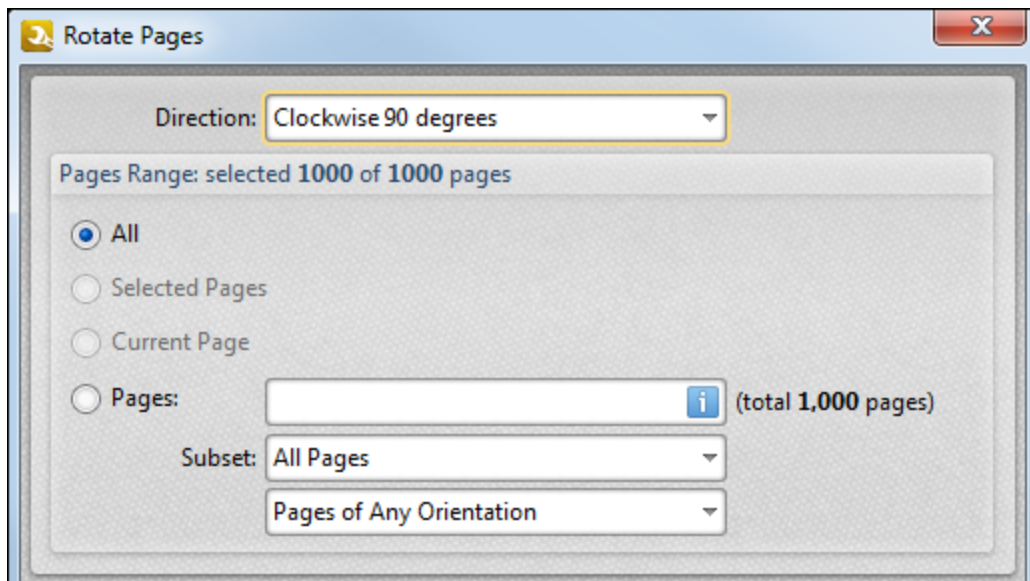 Rotate Pages
Direction: Clockwise 90 degrees
Pages Range: selected 1000 of 1000 pages
All
Selected Pages
Current Page
Pages: i (total 1,000 pages)
Subset: All Pages
Pages of Any Orientation